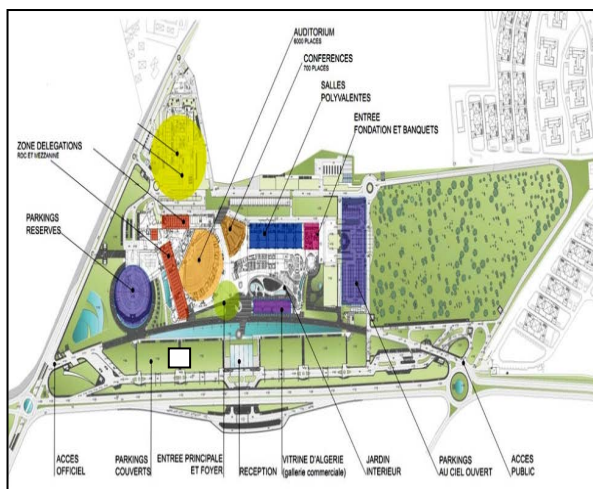 AUDITORIUM
6000 PLACES
CONFERENCES
700 PLACES
SALLES
POLYVALENTES
ENTREE
FONDATION ET BANQUETS
ZONE DELEGATIONS
RDC ET MEZZANINE
PARKINGS
RESERVES
ACCES
OFFICIEL
PARKINGS
COUVERTS
ENTREE PRINCIPALE
ET FOYER
RECEPTION
VITRINE D'ALGERIE
(gallerie commerciale)
JARDIN
INTERIEUR
PARKINGS
AU CIEL OUVERT
ACCES
PUBLIC